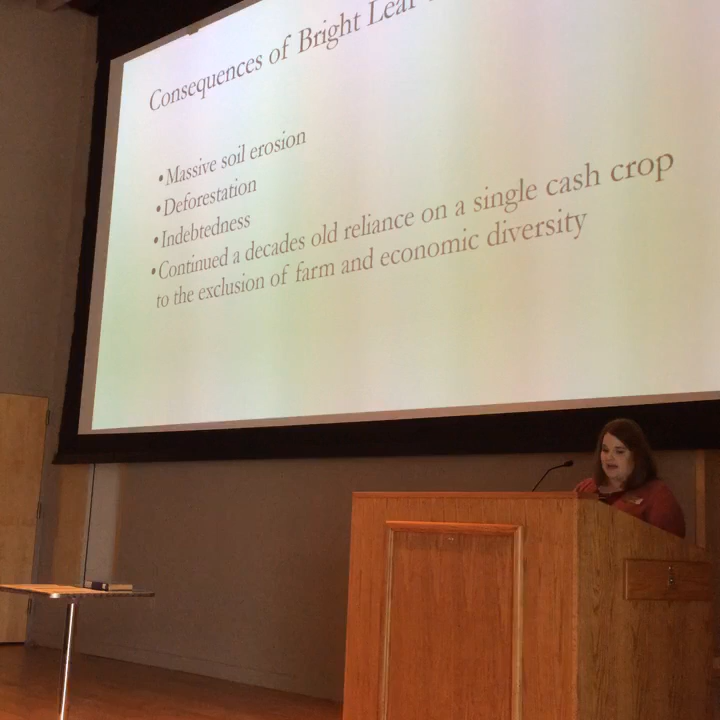 Consequences of Bright Leaf
•Massive soil erosion
•Deforestation
•Indebtedness
•Continued a decades old reliance on a single cash crop
to the exclusion of farm and economic diversity